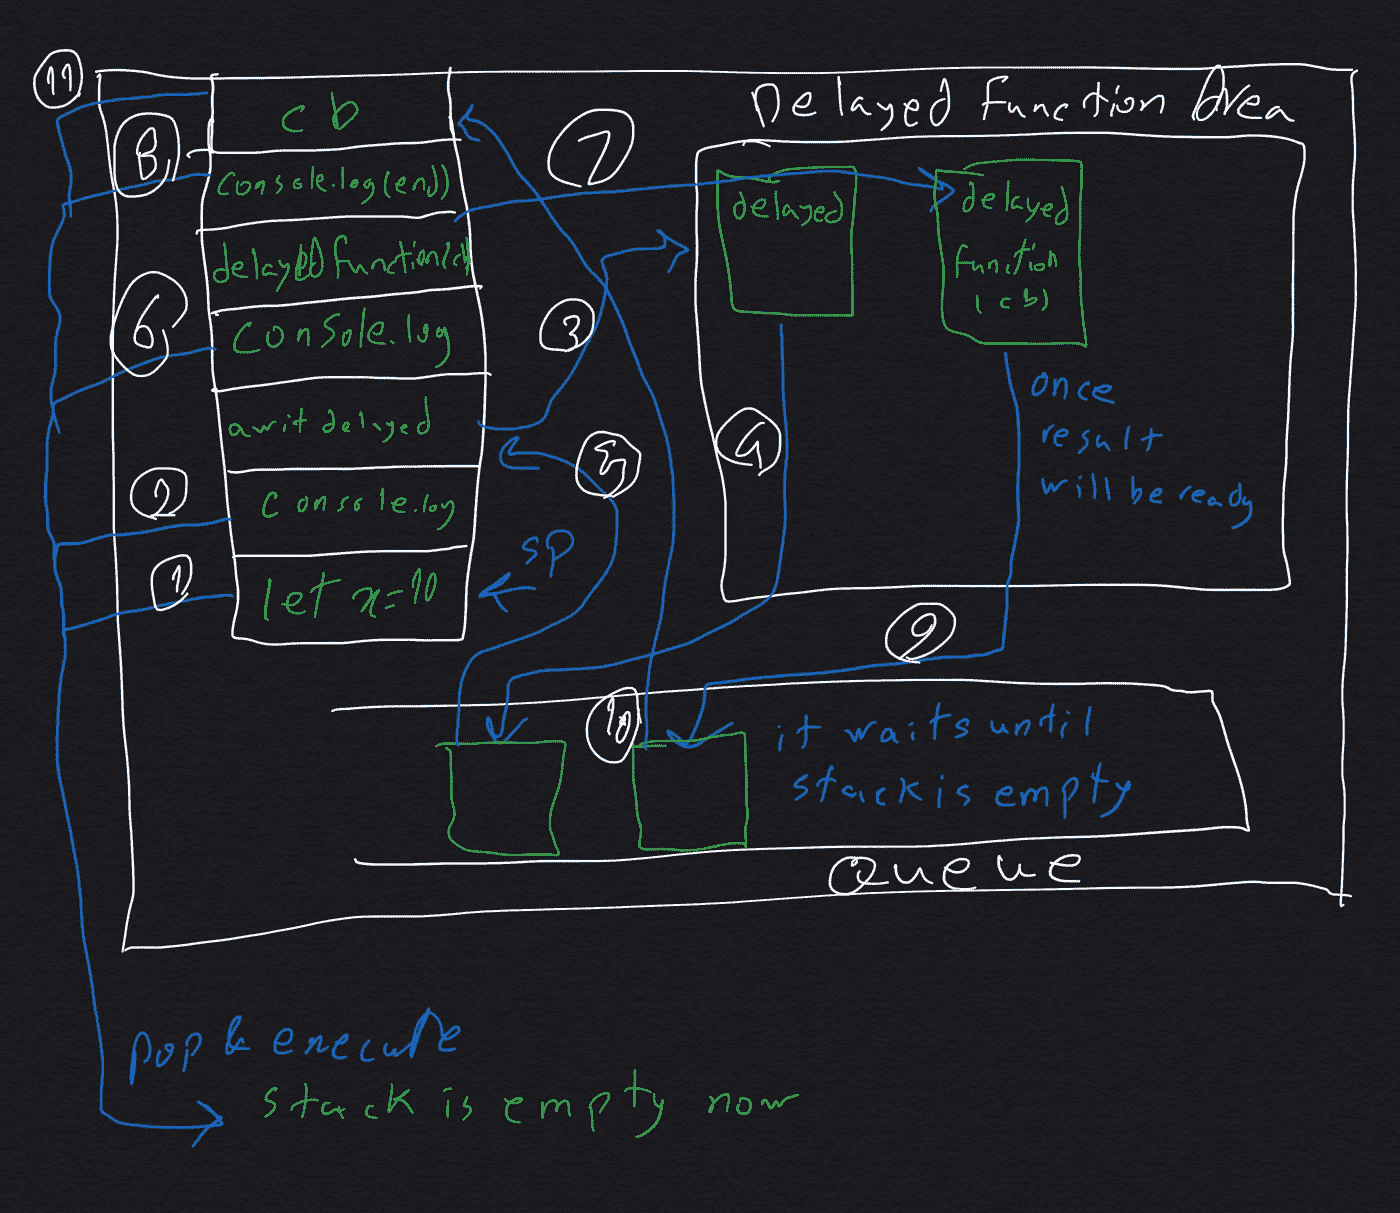 11
cb
Delayed function Area
8
console.log(end)
7
delayed
delayed
function
(cb)
delayed function(cb)
6
console.log
3
once
result
will be ready
await delayed
4
5
2
console.log
sp
1
let x=10
9
10
it waits until
stack is empty
Queue
pop & execute
stack is empty now